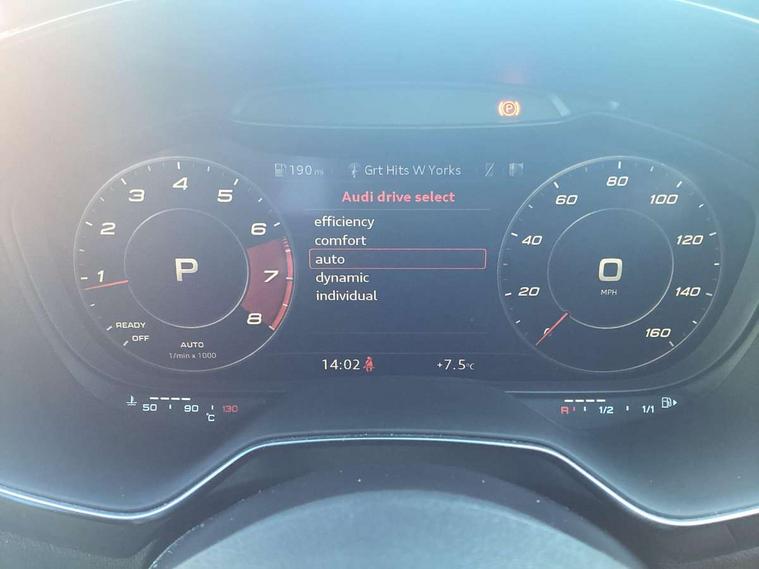 P
190 mi Grt Hits W Yorks
Audi drive select
efficiency
comfort
auto
dynamic
individual
1
2
3
4
5
6
7
8
P
READY
OFF
AUTO
1/min x 1000
0
20
40
60
80
100
120
140
160
0
MPH
14:02 +7.5°C
50 90 130
°C
R 1/2 1/1